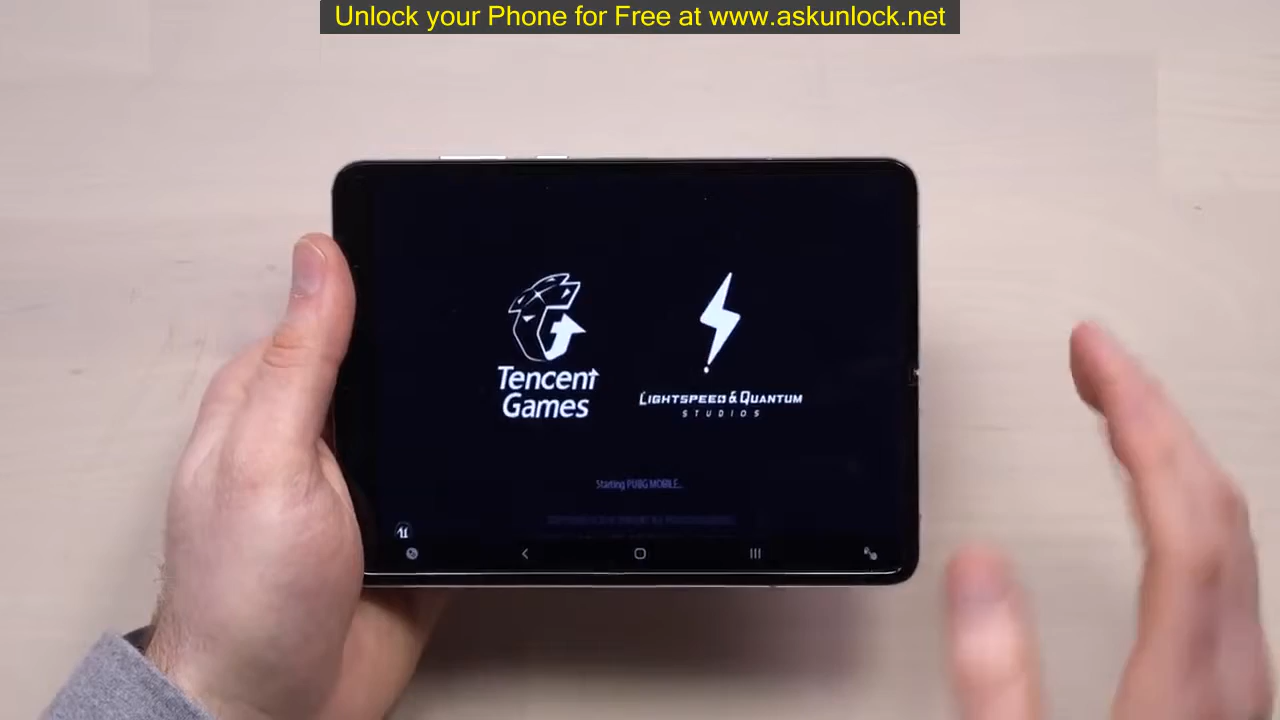 Unlock your Phone for Free at www.askunlock.net
Tencent
Games
LIGHTSPEED & QUANTUM
STUDIOS
Starting PUBG MOBILE...